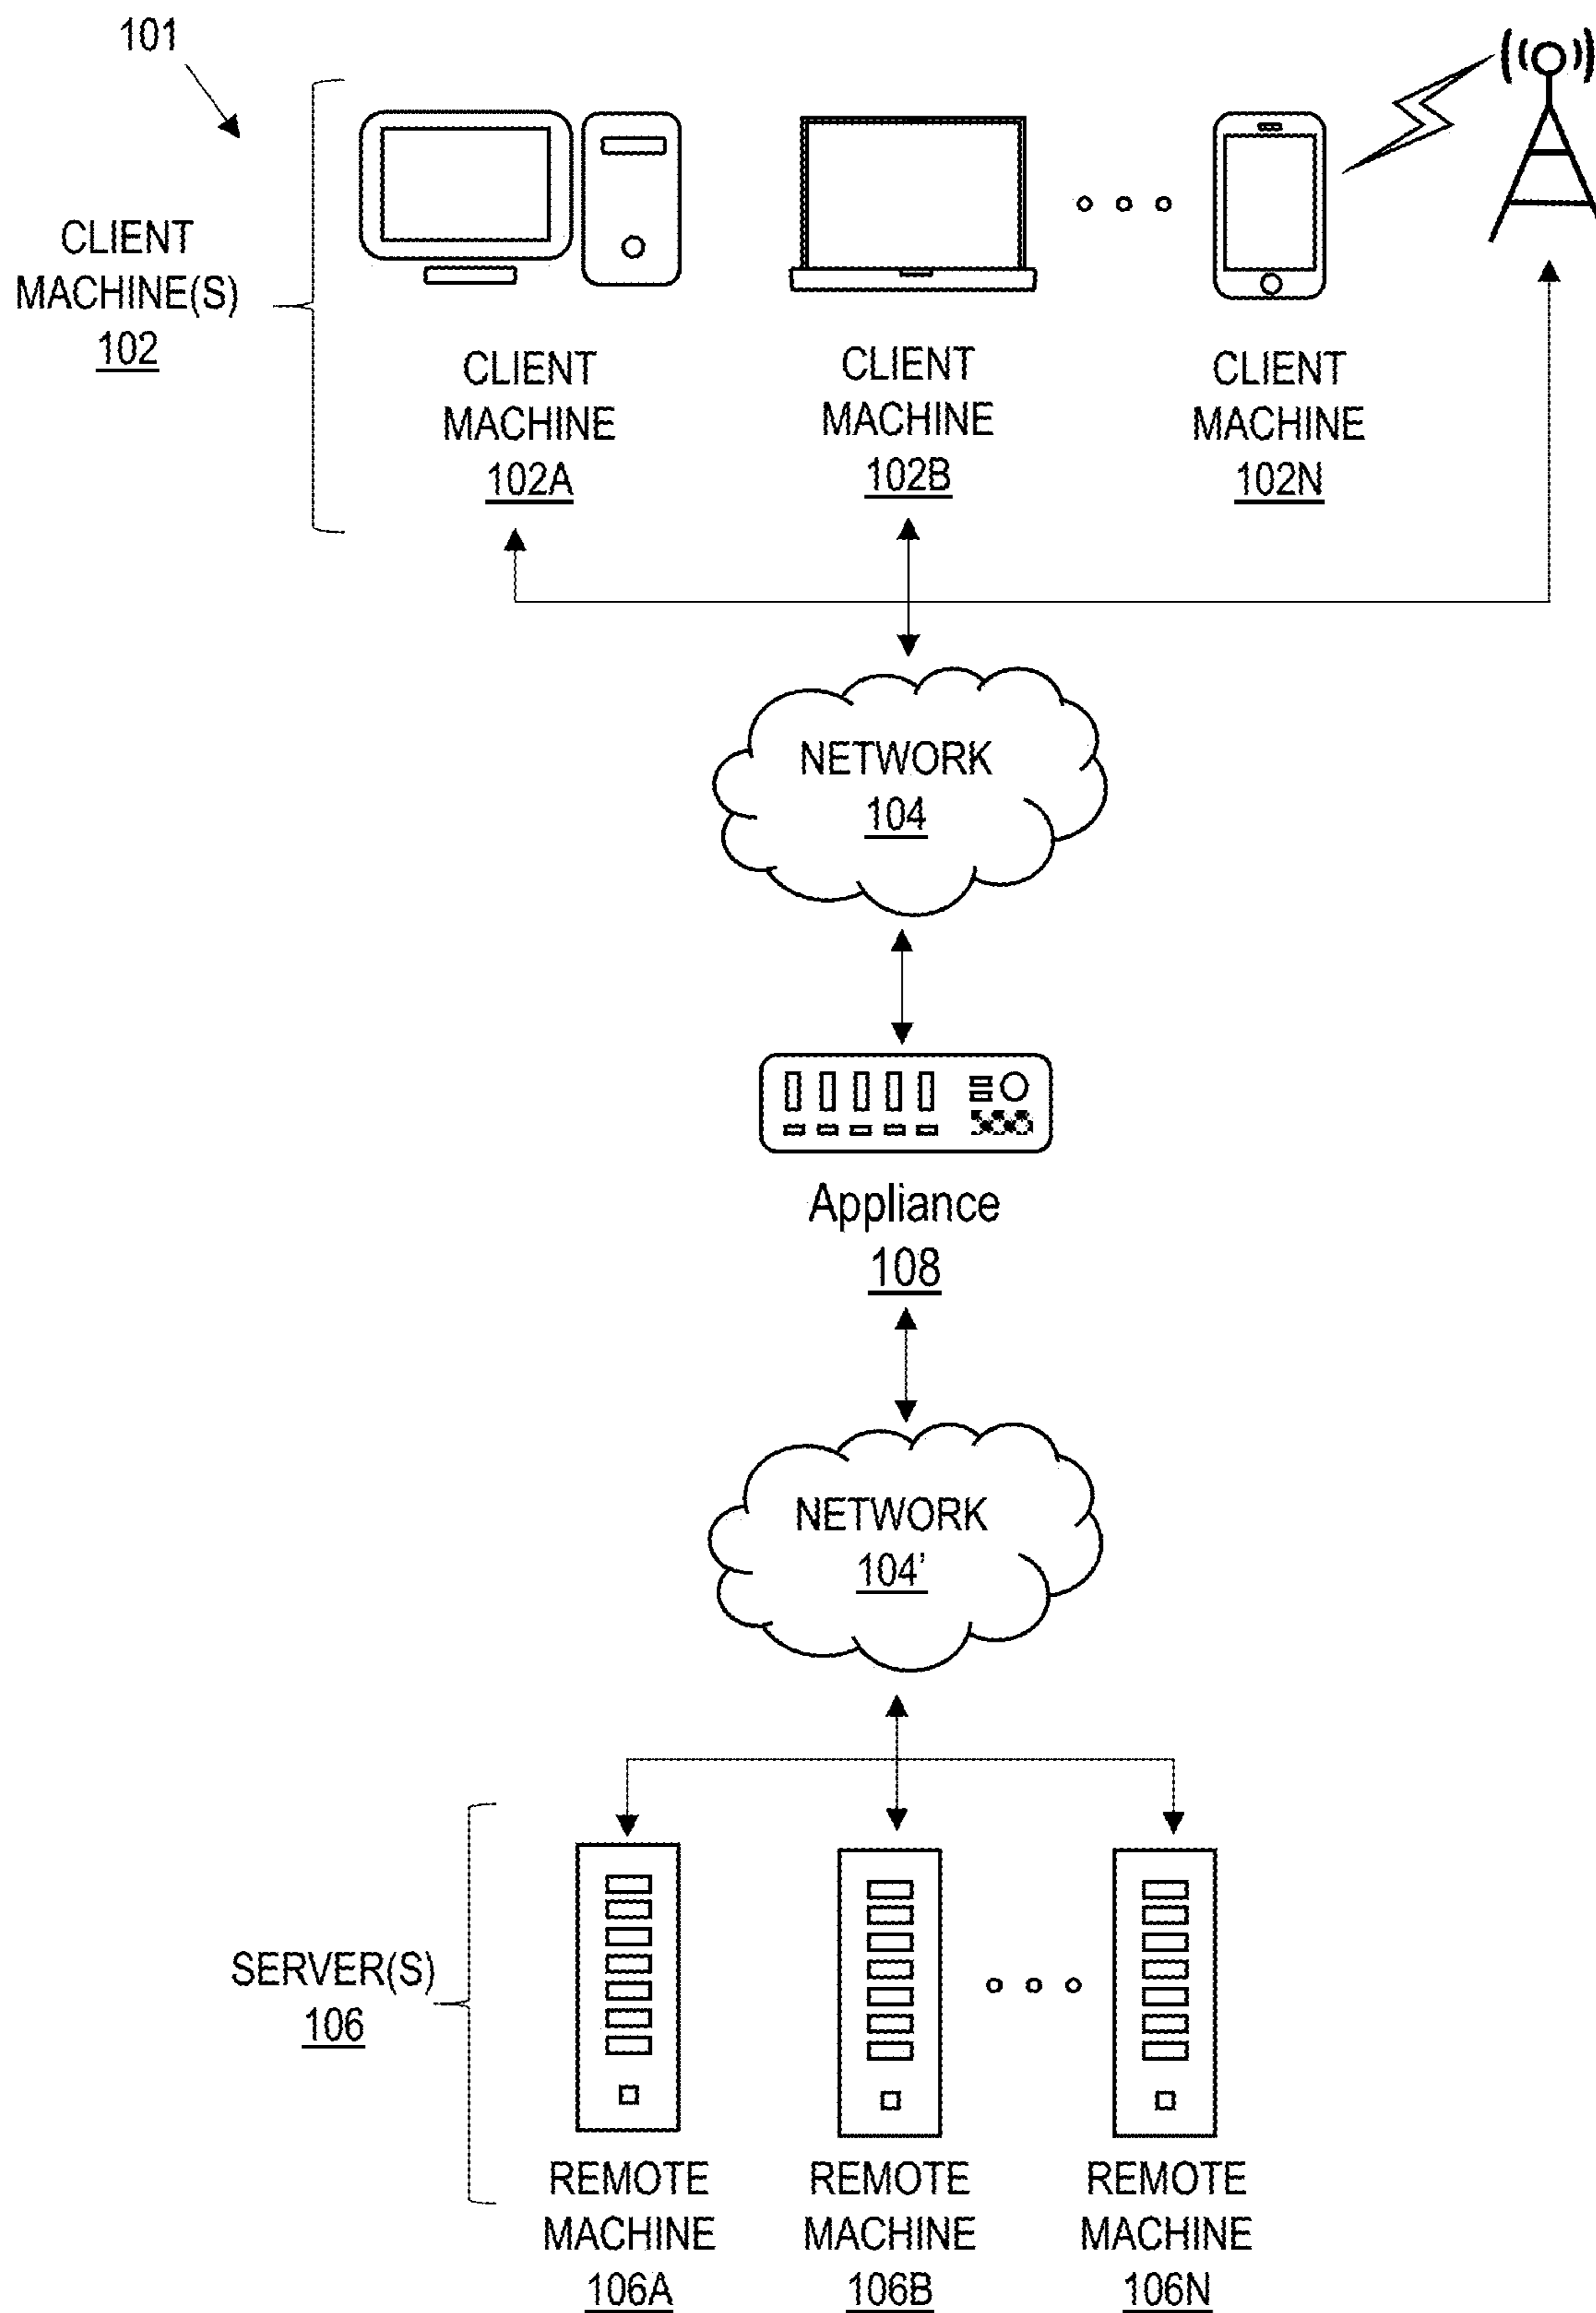 101
CLIENT
MACHINE(S)
102
CLIENT
MACHINE
102A
CLIENT
MACHINE
102B
CLIENT
MACHINE
102N
NETWORK
104
Appliance
108
NETWORK
104’
SERVER(S)
106
REMOTE
MACHINE
106A
REMOTE
MACHINE
106B
REMOTE
MACHINE
106N